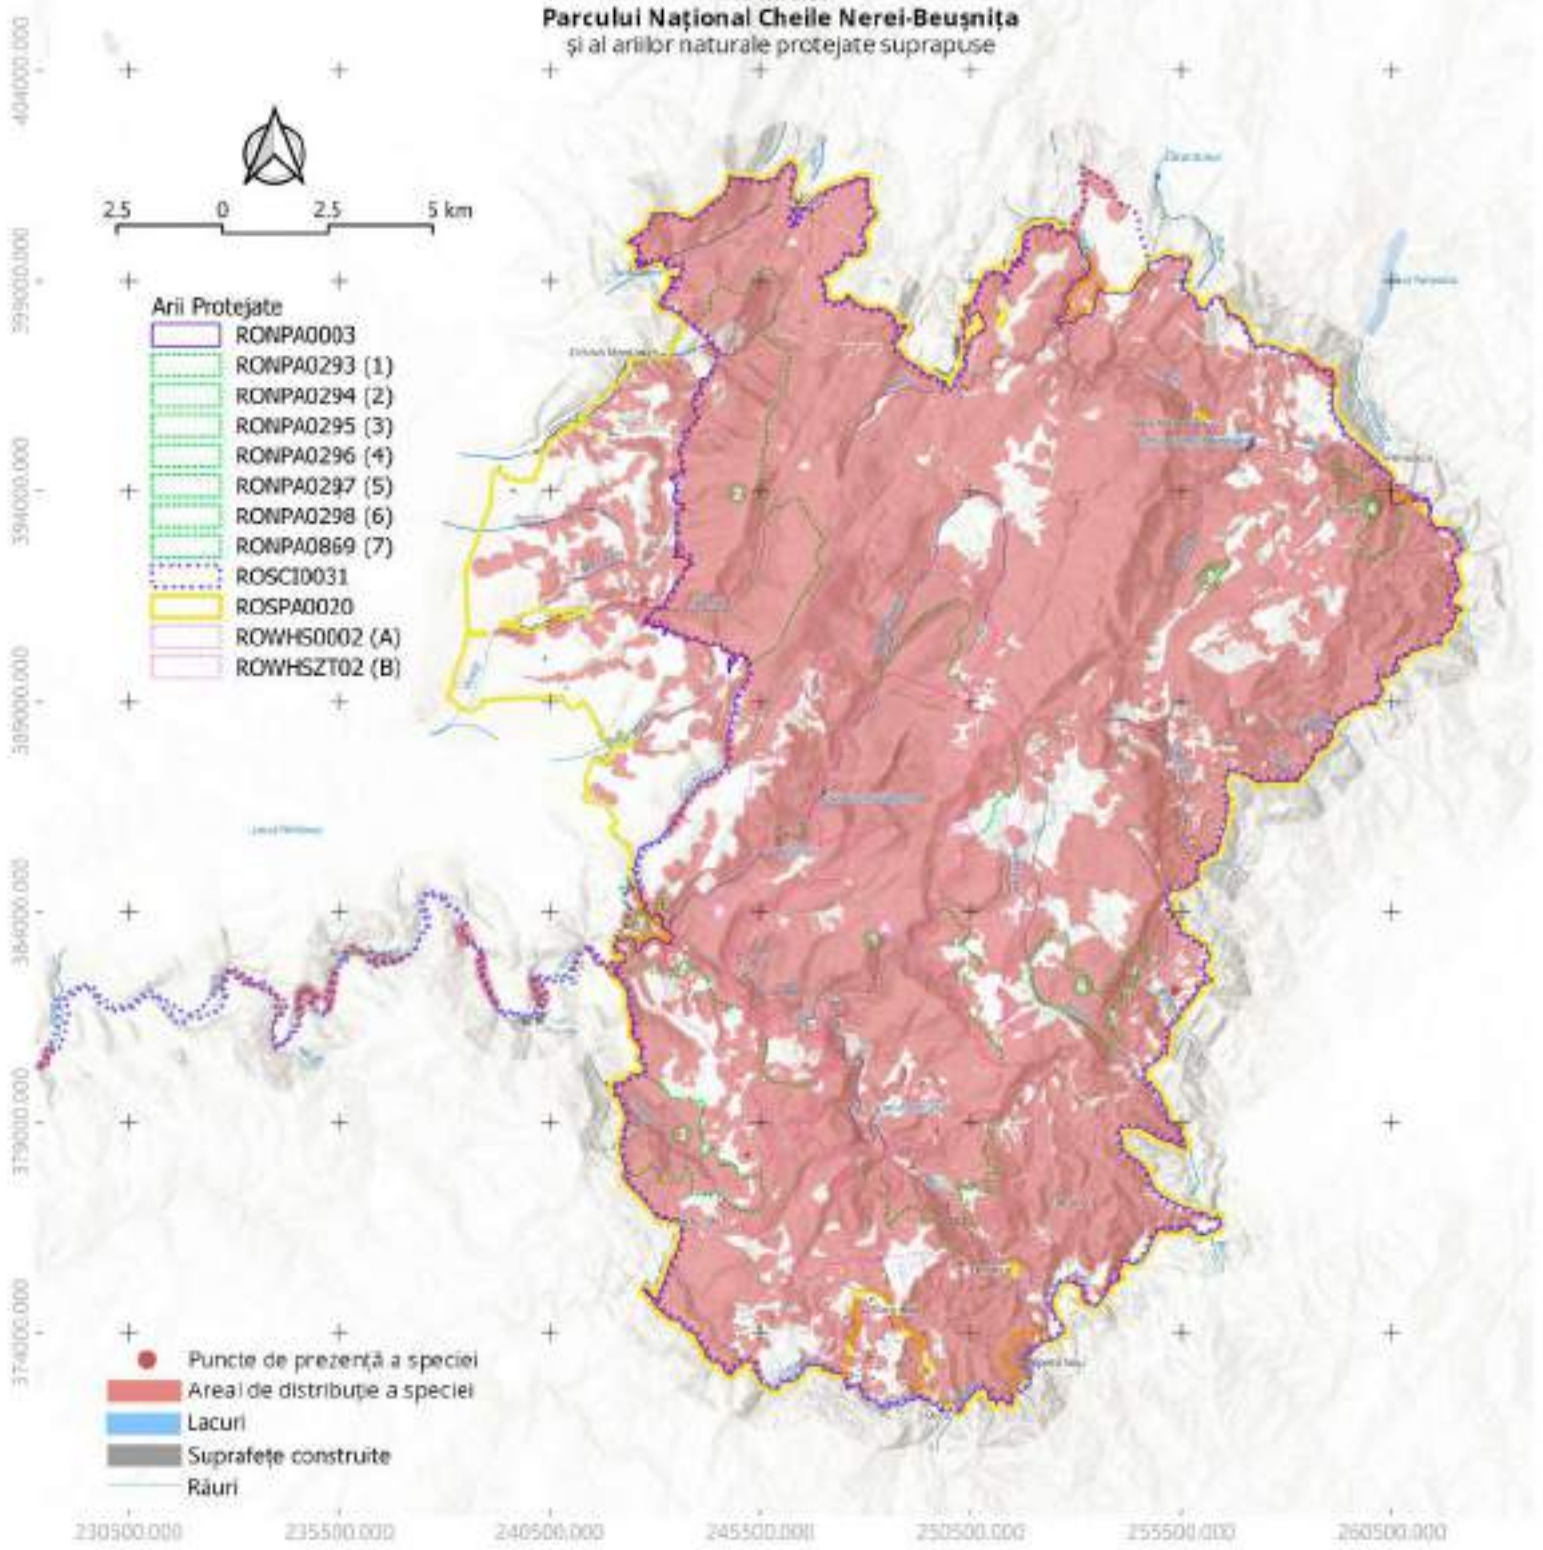 Parcului Național Cheile Nerei-Beușnița
și al ariilor naturale protejate suprapuse
2.5 0 2.5 5 km
Arii Protejate
RONPA0003
RONPA0293 (1)
RONPA0294 (2)
RONPA0295 (3)
RONPA0296 (4)
RONPA0297 (5)
RONPA0298 (6)
RONPA0869 (7)
ROSCI0031
ROSPA0020
ROWHS0002 (A)
ROWHSZT02 (B)
Puncte de prezență a speciei
Areal de distribuție a speciei
Lacuri
Suprafețe construite
Râuri
404000.000
399000.000
394000.000
389000.000
384000.000
379000.000
374000.000
230500.000 235500.000 240500.000 245500.000 250500.000 255500.000 260500.000